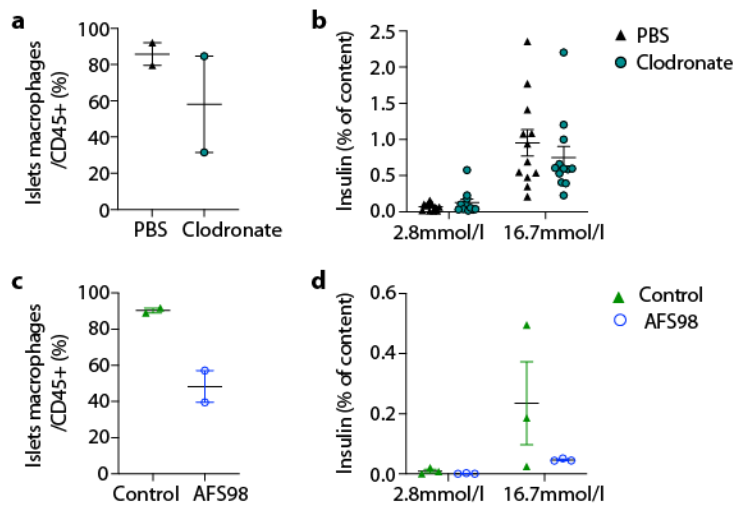 a
Islets macrophages
/CD45+ (%)
100
80
60
40
20
0
PBS
Clodronate
b
Insulin (% of content)
2.5
2.0
1.5
1.0
0.5
0.0
2.8mmol/l
16.7mmol/l
PBS
Clodronate
c
Islets macrophages
/CD45+ (%)
100
80
60
40
20
0
Control
AFS98
d
Insulin (% of content)
0.6
0.4
0.2
0.0
2.8mmol/l
16.7mmol/l
Control
AFS98